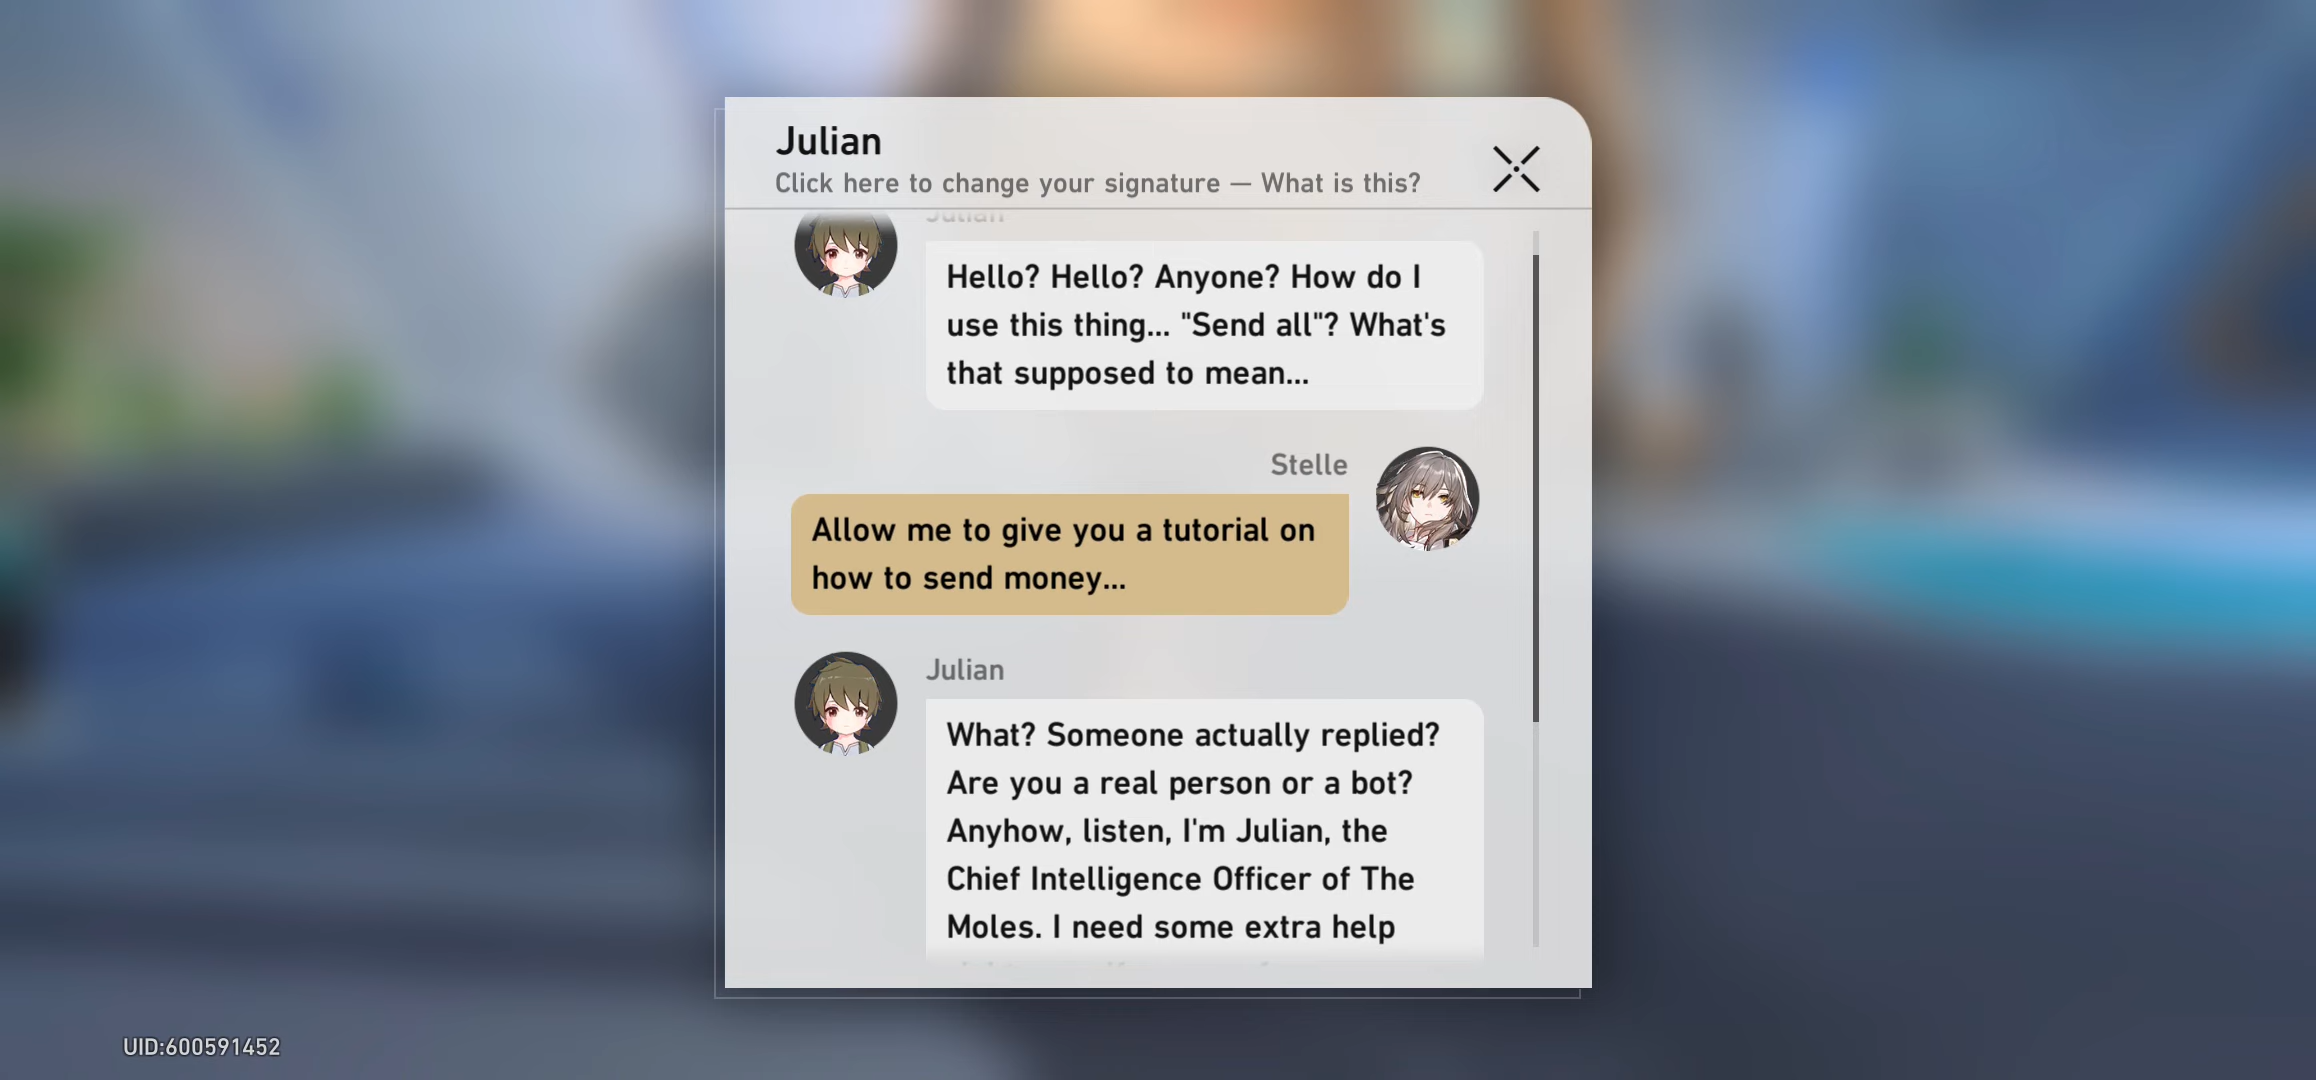 Julian
Click here to change your signature — What is this?
Julian
Hello? Hello? Anyone? How do I
use this thing... "Send all"? What's
that supposed to mean...
Stelle
Allow me to give you a tutorial on
how to send money...
Julian
What? Someone actually replied?
Are you a real person or a bot?
Anyhow, listen, I'm Julian, the
Chief Intelligence Officer of The
Moles. I need some extra help
UID:600591452